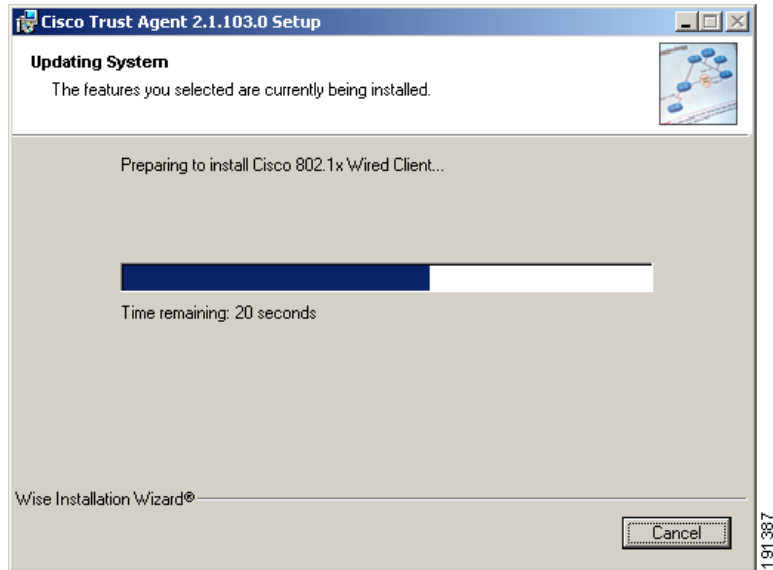 Cisco Trust Agent 2.1.103.0 Setup
Updating System
The features you selected are currently being installed.
Preparing to install Cisco 802.1x Wired Client...
Time remaining: 20 seconds
Wise Installation Wizard®
Cancel
191387